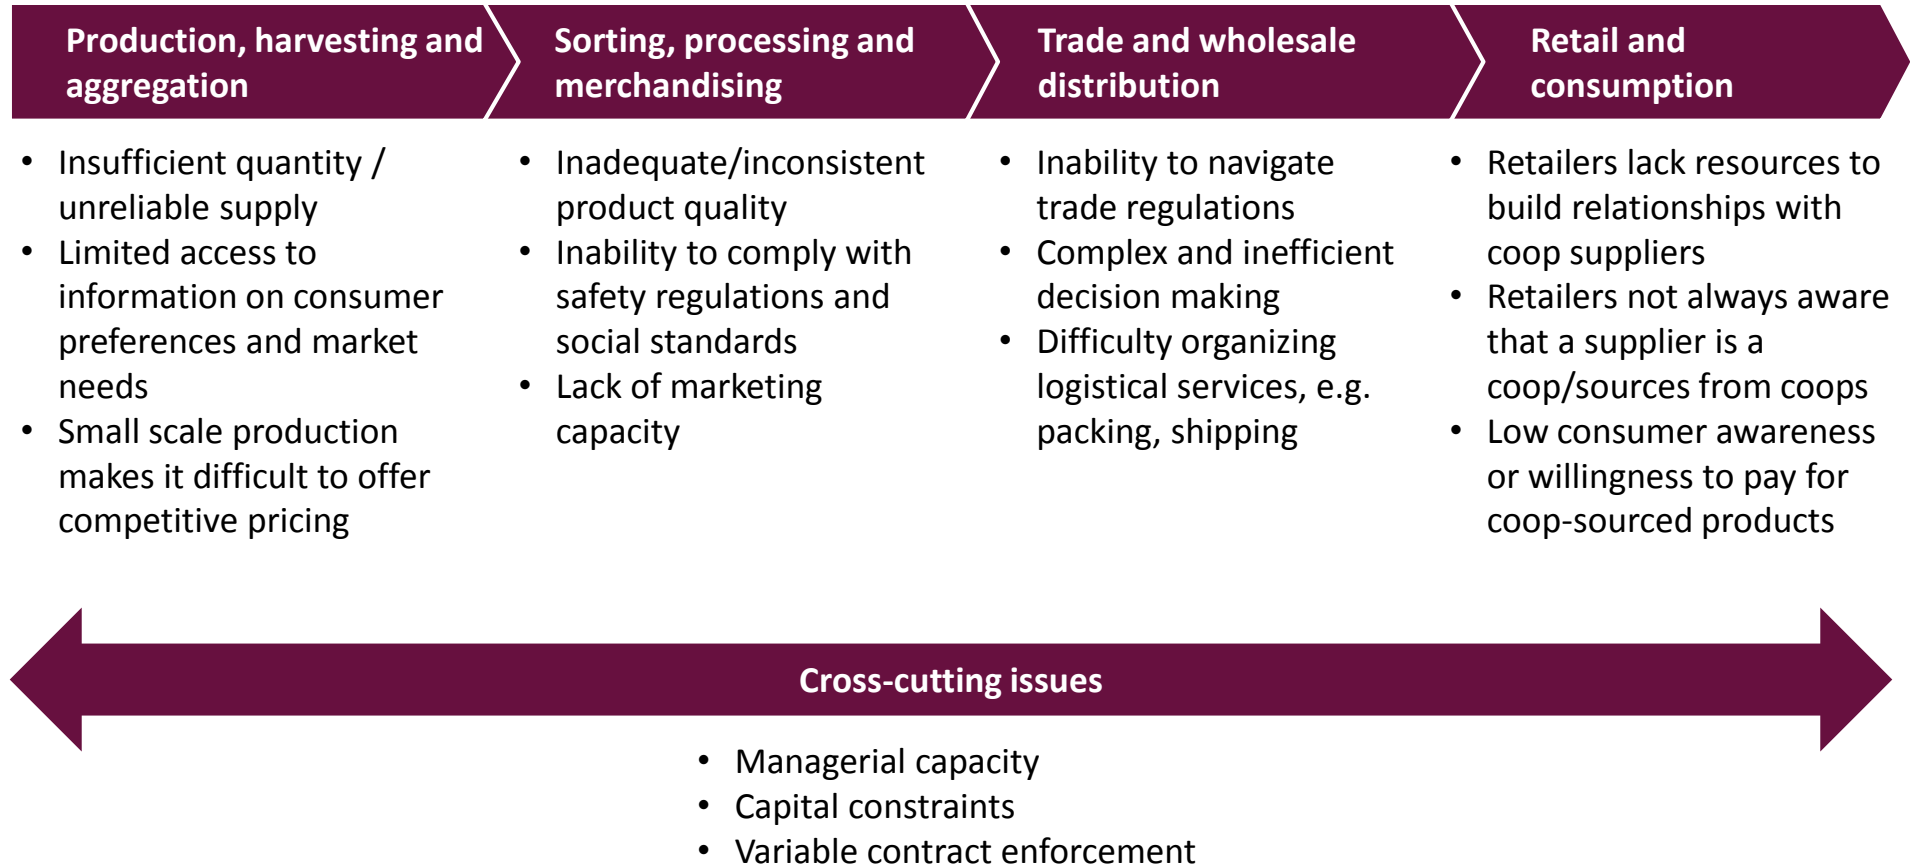 Production, harvesting and
aggregation
Sorting, processing and
merchandising
Trade and wholesale
distribution
Retail and
consumption
• Insufficient quantity /
unreliable supply
• Limited access to
information on consumer
preferences and market
needs
• Small scale production
makes it difficult to offer
competitive pricing
• Inadequate/inconsistent
product quality
• Inability to comply with
safety regulations and
social standards
• Lack of marketing
capacity
• Inability to navigate
trade regulations
• Complex and inefficient
decision making
• Difficulty organizing
logistical services, e.g.
packing, shipping
• Retailers lack resources to
build relationships with
coop suppliers
• Retailers not always aware
that a supplier is a
coop/sources from coops
• Low consumer awareness
or willingness to pay for
coop-sourced products
Cross-cutting issues
• Managerial capacity
• Capital constraints
• Variable contract enforcement